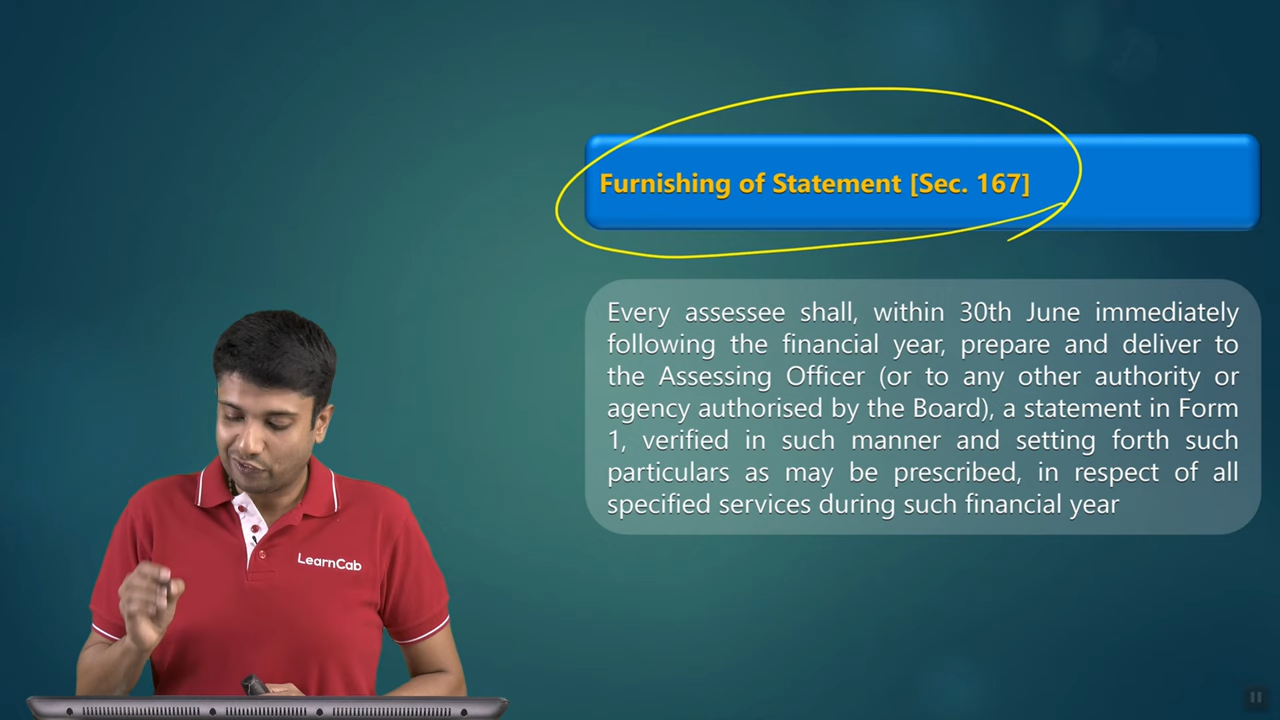 Furnishing of Statement [Sec. 167]
Every assessee shall, within 30th June immediately
following the financial year, prepare and deliver to
the Assessing Officer (or to any other authority or
agency authorised by the Board), a statement in Form
1, verified in such manner and setting forth such
particulars as may be prescribed, in respect of all
specified services during such financial year
LearnCab